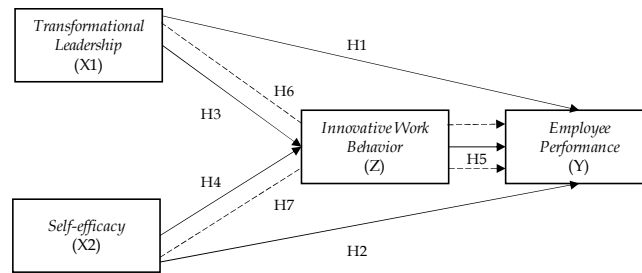 Transformational
Leadership
(X1)
H1
H6
H3
Innovative Work
Behavior
(Z)
H5
Employee
Performance
(Y)
H4
H7
Self-efficacy
(X2)
H2